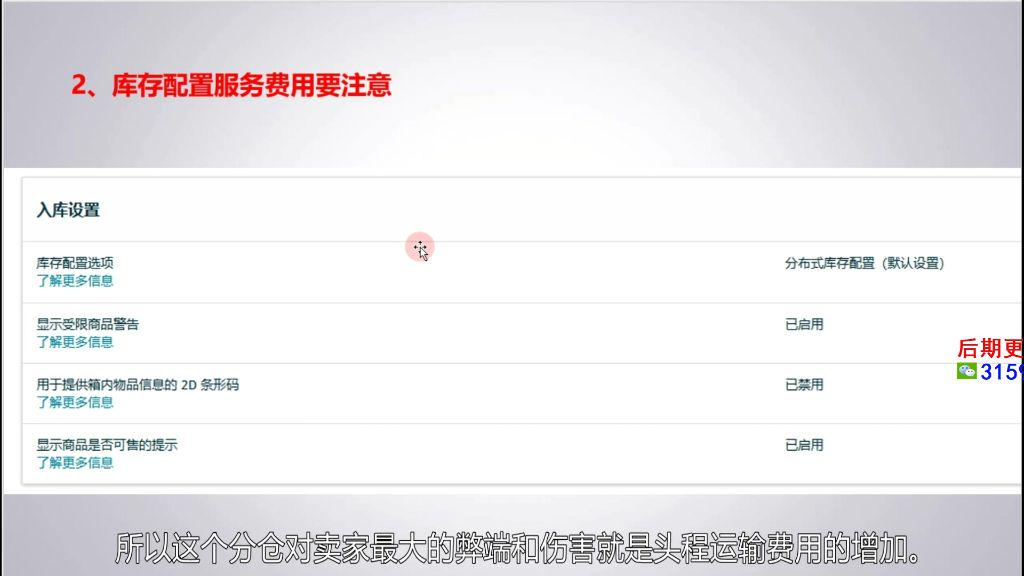 2、库存配置服务费用要注意
入库设置
库存配置选项
了解更多信息
分布式库存配置（默认设置）
显示受限商品警告
了解更多信息
已启用
用于提供箱内物品信息的 2D 条形码
了解更多信息
已禁用
显示商品是否可售的提示
了解更多信息
已启用
后期更
315
所以这个分仓对卖家最大的弊端和伤害就是头程运输费用的增加。